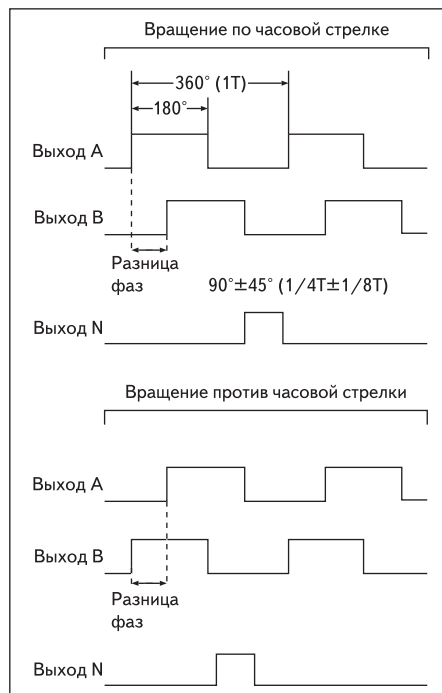 Вращение по часовой стрелке
360° (1T)
180°
Выход A
Выход B
Разница
фаз
90°±45° (1/4T±1/8T)
Выход N
Вращение против часовой стрелки
Выход A
Выход B
Разница
фаз
Выход N